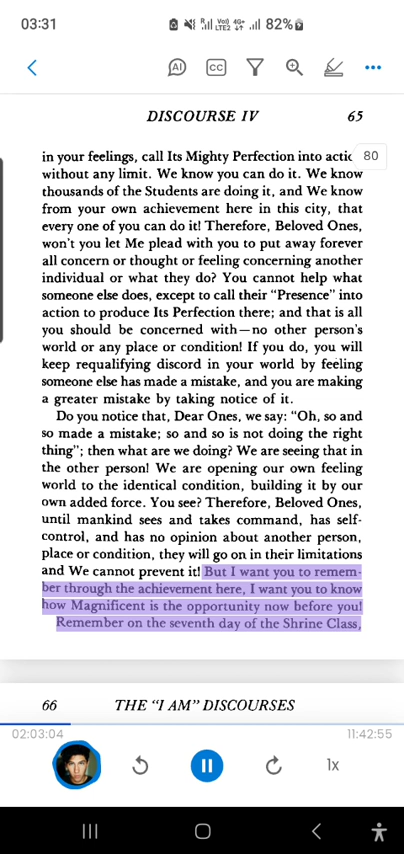 03:31
R Vo)) LTE2 4G+ 82%
AI CC
DISCOURSE IV 65
80
in your feelings, call Its Mighty Perfection into actio
without any limit. We know you can do it. We know
thousands of the Students are doing it, and We know
from your own achievement here in this city, that
every one of you can do it! Therefore, Beloved Ones,
won't you let Me plead with you to put away forever
all concern or thought or feeling concerning another
individual or what they do? You cannot help what
someone else does, except to call their "Presence" into
action to produce Its Perfection there; and that is all
you should be concerned with—no other person's
world or any place or condition! If you do, you will
keep requalifying discord in your world by feeling
someone else has made a mistake, and you are making
a greater mistake by taking notice of it.
Do you notice that, Dear Ones, we say: "Oh, so and
so made a mistake; so and so is not doing the right
thing"; then what are we doing? We are seeing that in
the other person! We are opening our own feeling
world to the identical condition, building it by our
own added force. You see? Therefore, Beloved Ones,
until mankind sees and takes command, has self-
control, and has no opinion about another person,
place or condition, they will go on in their limitations
and We cannot prevent it! But I want you to remem-
ber through the achievement here, I want you to know
how Magnificent is the opportunity now before you!
Remember on the seventh day of the Shrine Class,
66 THE "I AM" DISCOURSES
02:03:04 11:42:55
1x